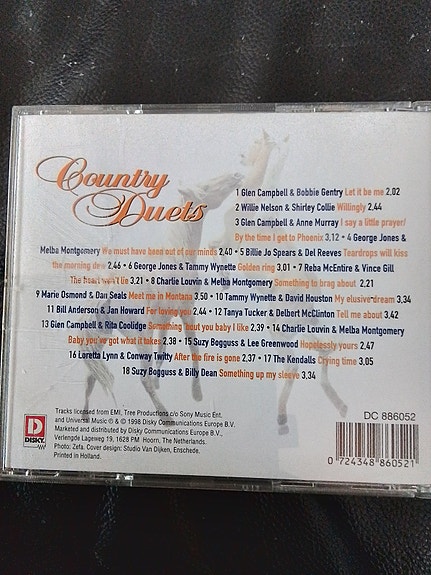 Country
Duets
1 Glen Campbell & Bobbie Gentry Let it be me 2.02
2 Willie Nelson & Shirley Collie Willingly 2,44
3 Glen Campbell & Anne Murray I say a little prayer/
By the time I get to Phoenix 3,12 • 4 George Jones &
Melba Montgomery We must have been out of our minds 2.40 • 5 Billie Jo Spears & Del Reeves Teardrops will kiss
the morning dew 2.46 • 6 George Jones & Tammy Wynette Golden ring 3.01 • 7 Reba McEntire & Vince Gill
The heart won't lie 3.21 • 8 Charlie Louvin & Melba Montgomery Something to brag about 2.21
9 Marie Osmond & Dan Seals Meet me in Montana 3.50 • 10 Tammy Wynette & David Houston My elusive dream 3,34
11 Bill Anderson & Jan Howard For loving you 2.44 • 12 Tanya Tucker & Delbert McClinton Tell me about 3,42
13 Glen Campbell & Rita Coolidge Something 'bout you baby I like 2.39 • 14 Charlie Louvin & Melba Montgomery
Baby you've got what it takes 2.38 • 15 Suzy Bogguss & Lee Greenwood Hopelessly yours 2.47
16 Loretta Lynn & Conway Twitty After the fire is gone 2,37 • 17 The Kendalls Crying time 3,05
18 Suzy Bogguss & Billy Dean Something up my sleeve 3,34
D
DISKY
Tracks licensed from EMI, Tree Productions c/o Sony Music Ent.
and Universal Music ℗ & © 1998 Disky Communications Europe B.V.
Marketed and distributed by Disky Communications Europe B.V.,
Verlengde Lageweg 19, 1628 PM Hoorn, The Netherlands.
Photo: Zefa. Cover design: Studio Van Dijken, Enschede.
Printed in Holland.
DC 886052
0 724348 860521